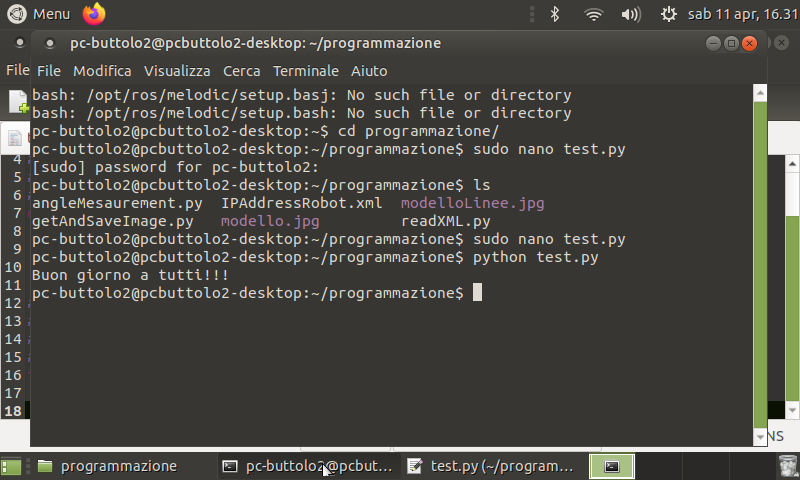 Menu
sab 11 apr, 16.31
pc-buttolo2@pcbuttolo2-desktop: ~/programmazione
File
File Modifica Visualizza Cerca Terminale Aiuto
bash: /opt/ros/melodic/setup.basj: No such file or directory
bash: /opt/ros/melodic/setup.bash: No such file or directory
pc-buttolo2@pcbuttolo2-desktop:~$ cd programmazione/
pc-buttolo2@pcbuttolo2-desktop:~/programmazione$ sudo nano test.py
[sudo] password for pc-buttolo2:
pc-buttolo2@pcbuttolo2-desktop:~/programmazione$ ls
angleMesaurement.py IPAddressRobot.xml modelloLinee.jpg
getAndSaveImage.py modello.jpg readXML.py
pc-buttolo2@pcbuttolo2-desktop:~/programmazione$ sudo nano test.py
pc-buttolo2@pcbuttolo2-desktop:~/programmazione$ python test.py
Buon giorno a tutti!!!
pc-buttolo2@pcbuttolo2-desktop:~/programmazione$
4
5
6
7
8
9
10
11
12
13
14
15
16
17
18
NS
programmazione
pc-buttolo2@pcbut...
test.py (~/program...